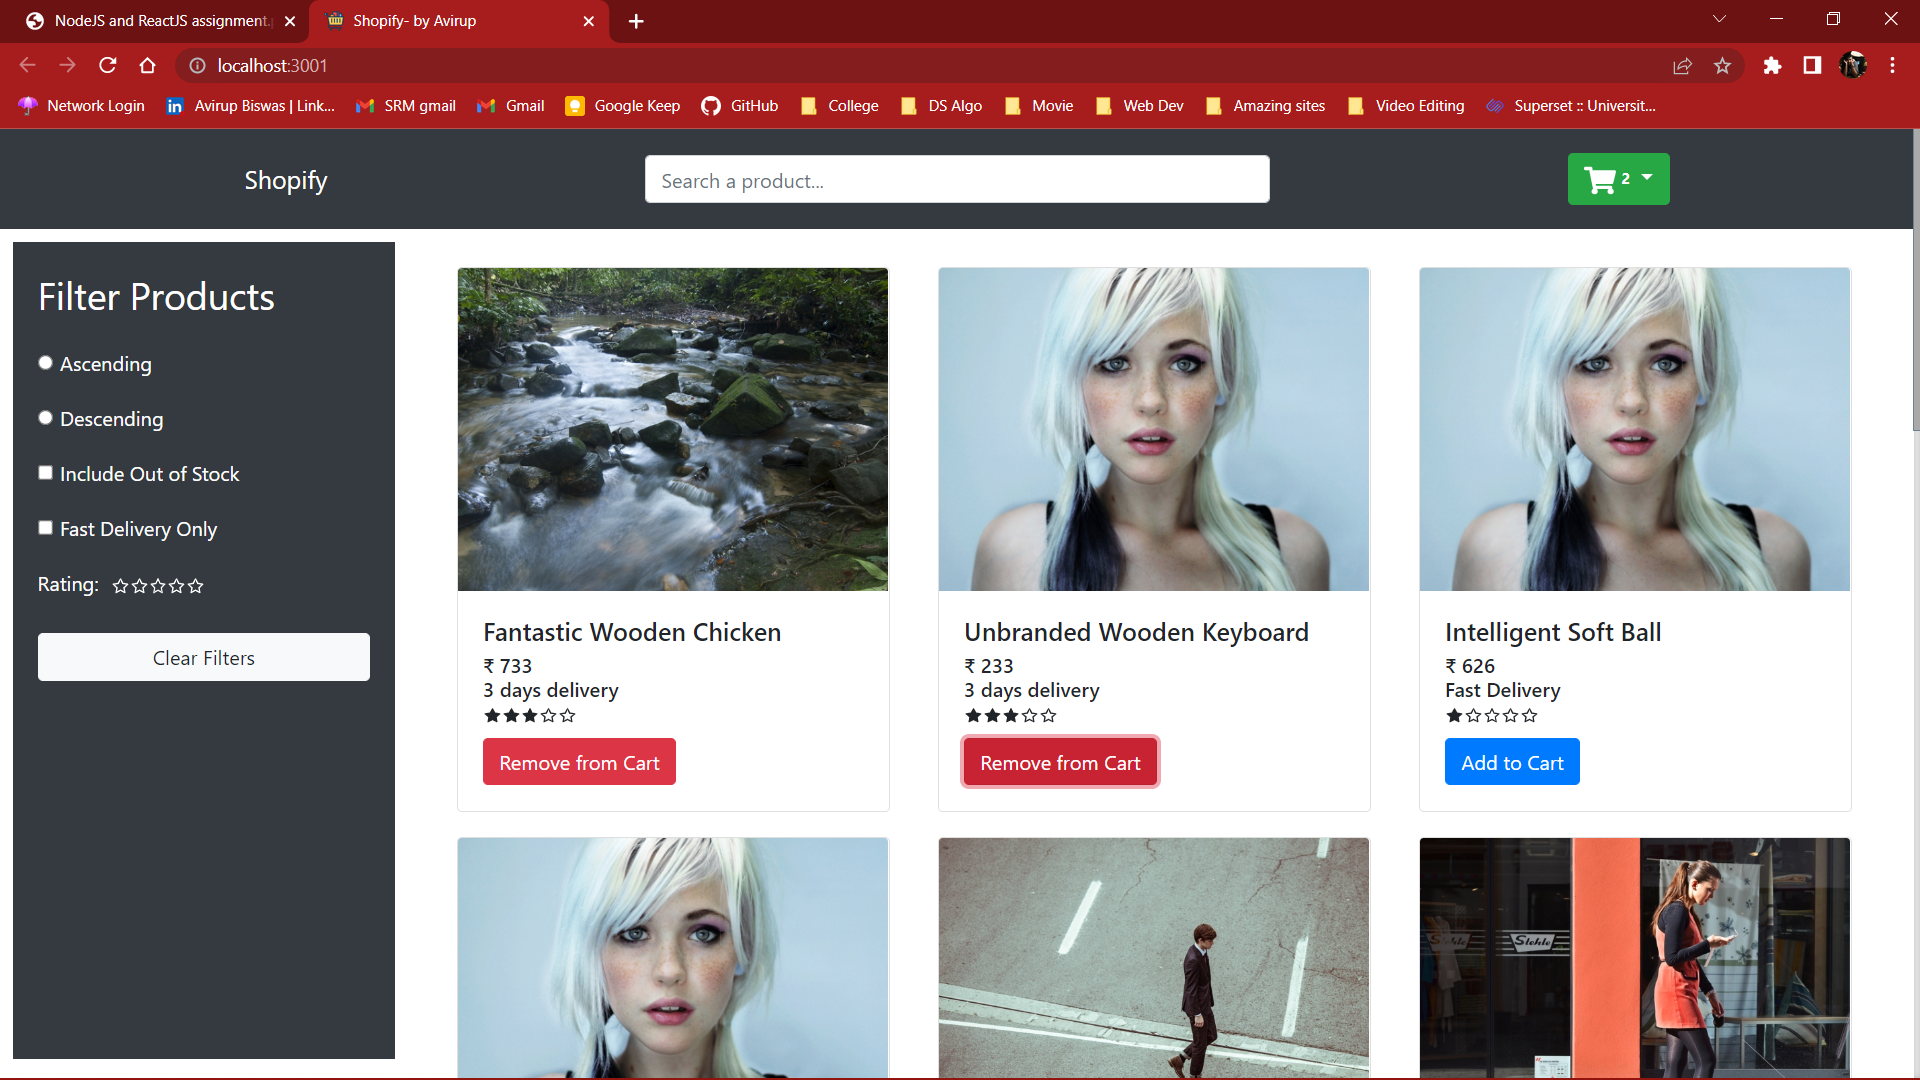 NodeJS and ReactJS assignment.
Shopify- by Avirup
localhost:3001
Network Login
Avirup Biswas | Link...
SRM gmail
Gmail
Google Keep
GitHub
College
DS Algo
Movie
Web Dev
Amazing sites
Video Editing
Superset :: Universit...
Shopify
Search a product...
2
Filter Products
Ascending
Descending
Include Out of Stock
Fast Delivery Only
Rating:
Clear Filters
Fantastic Wooden Chicken
₹ 733
3 days delivery
Remove from Cart
Unbranded Wooden Keyboard
₹ 233
3 days delivery
Remove from Cart
Intelligent Soft Ball
₹ 626
Fast Delivery
Add to Cart
Stehle